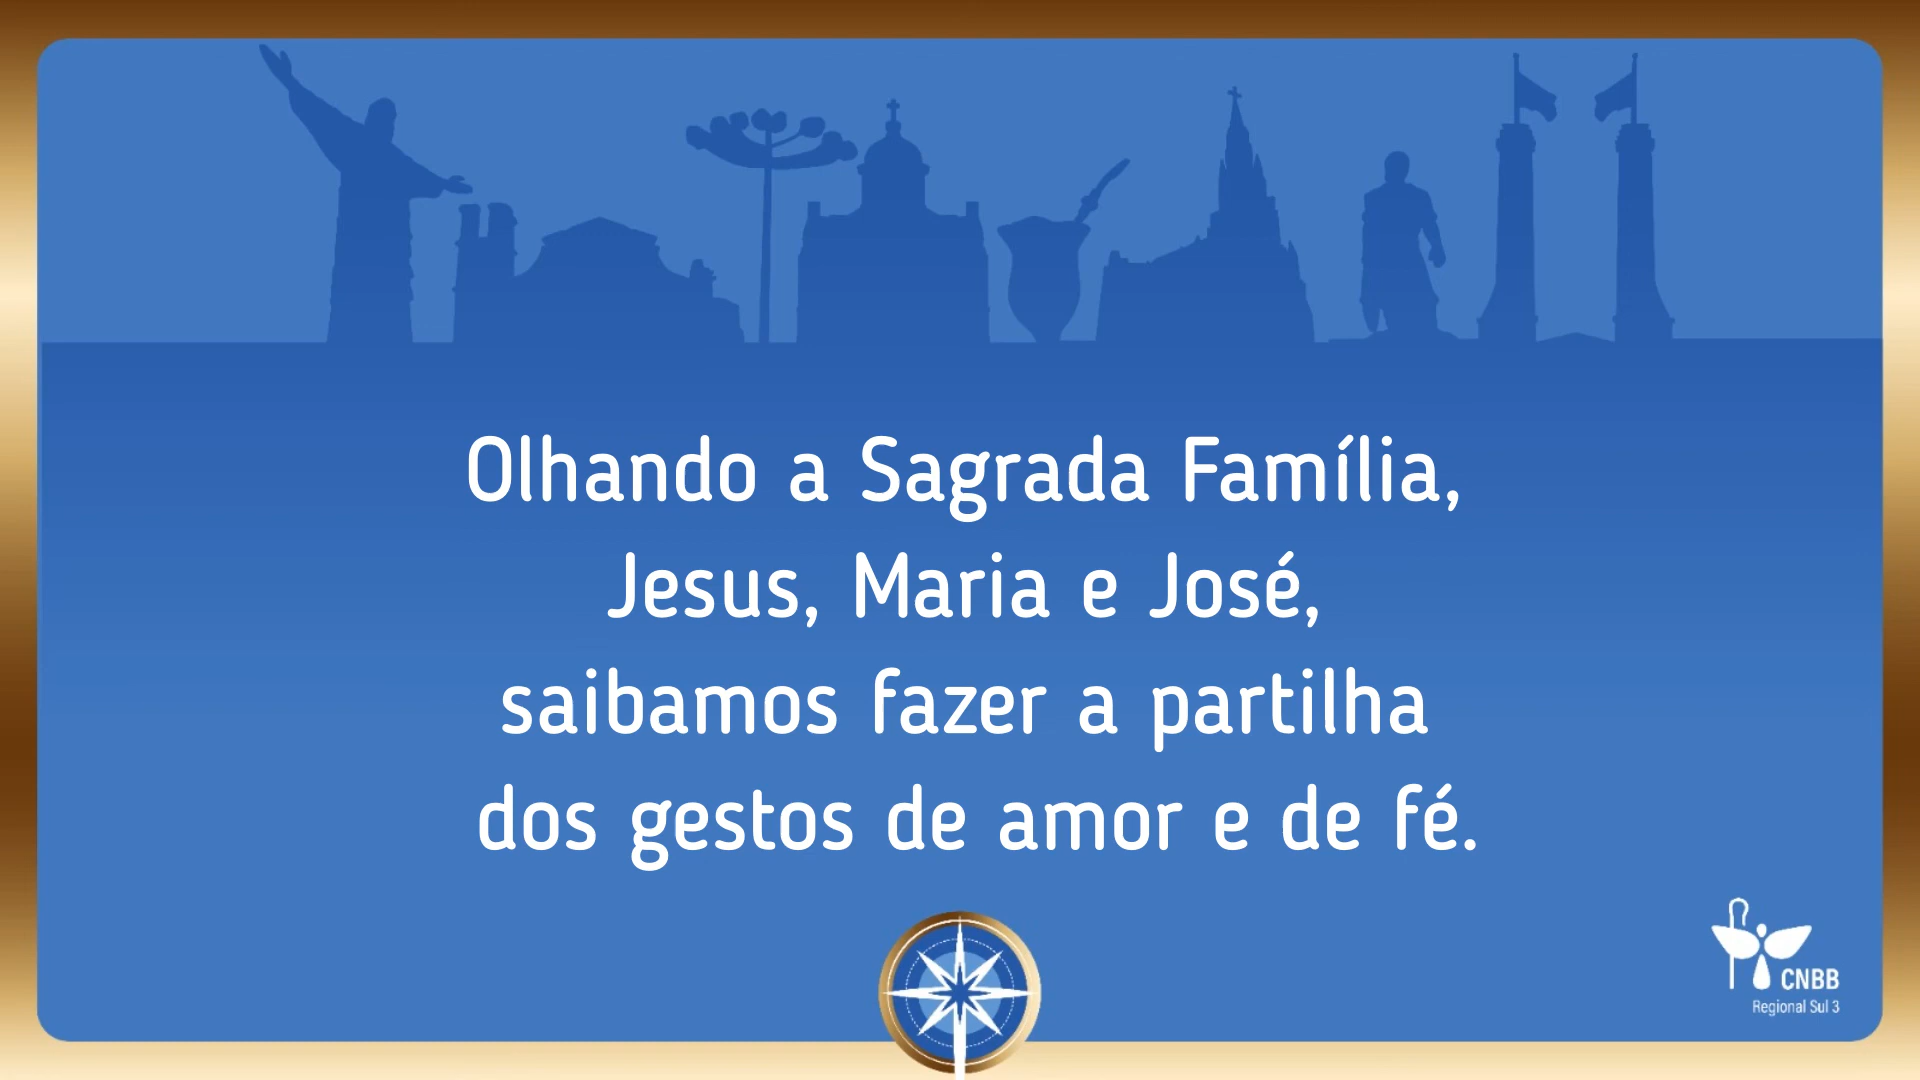 Olhando a Sagrada Família,
Jesus, Maria e José,
saibamos fazer a partilha
dos gestos de amor e de fé.
CNBB
Regional Sul 3